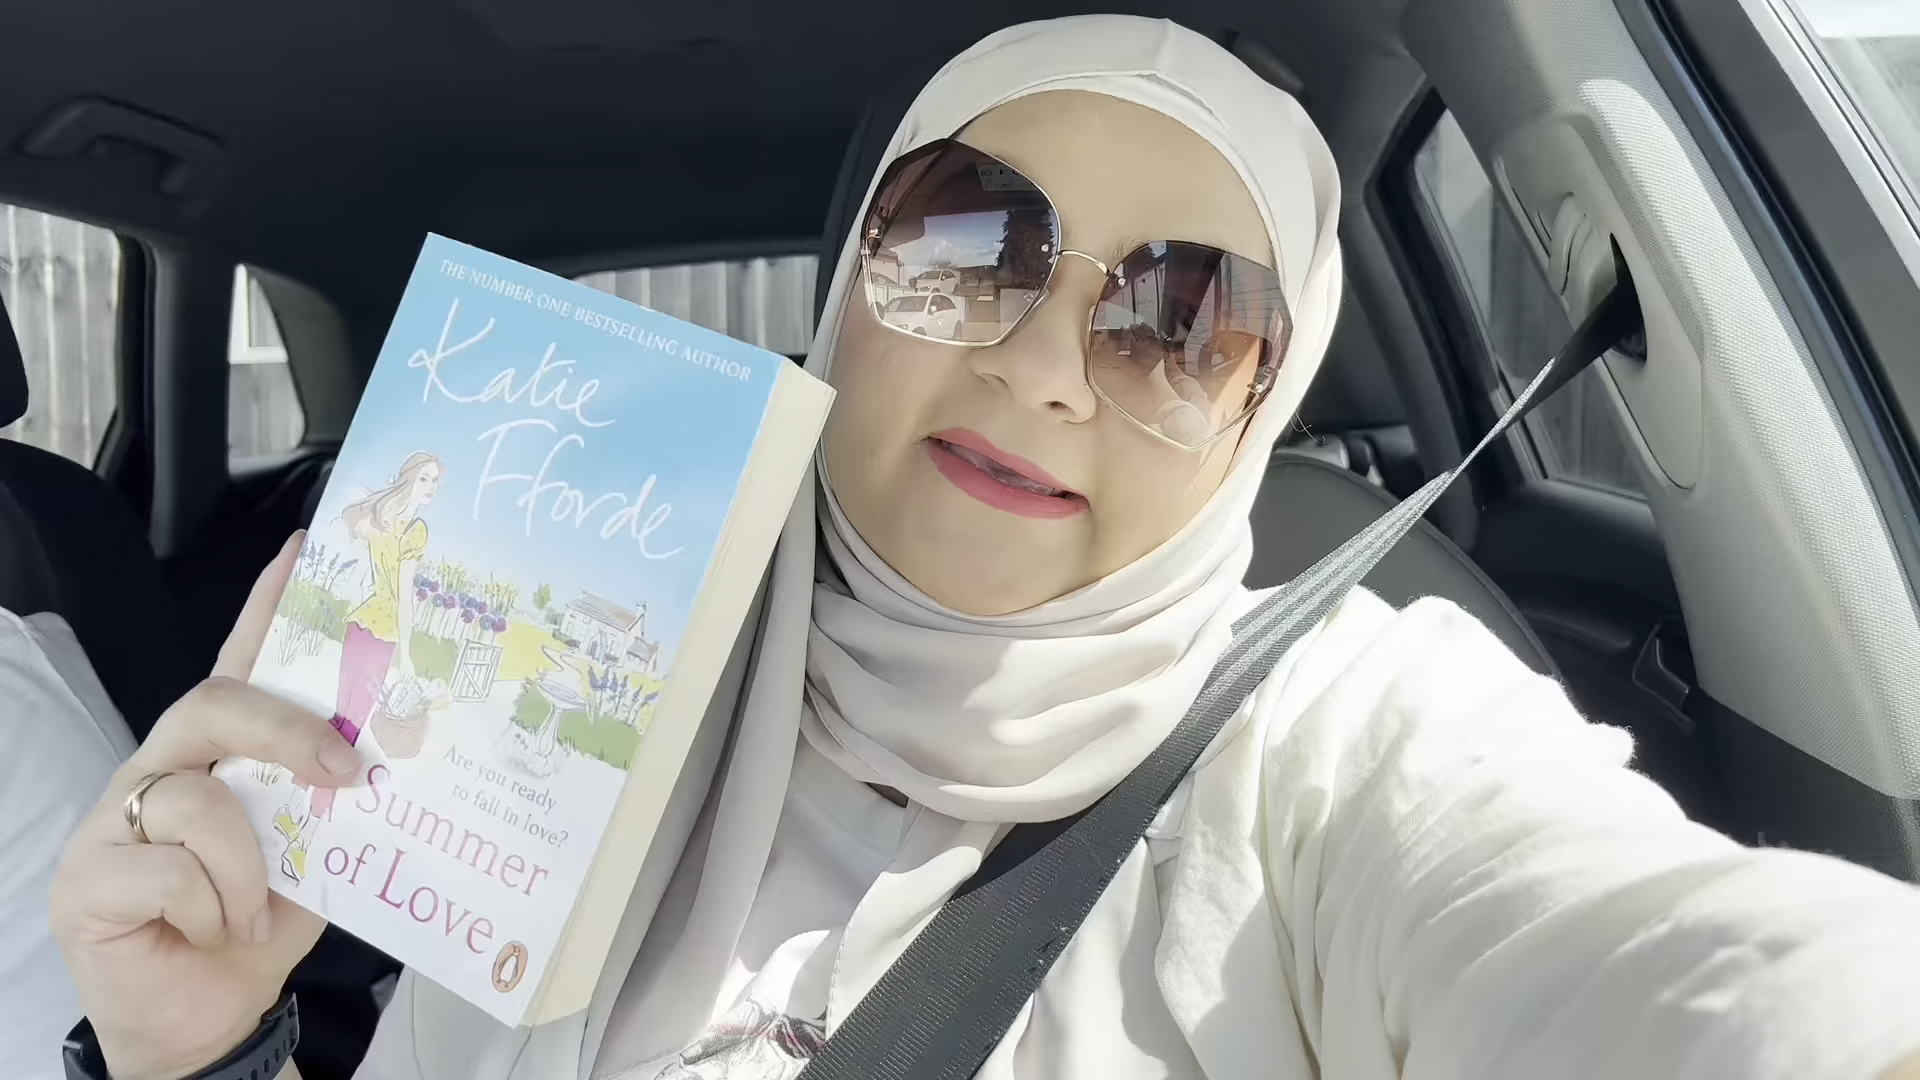 THE NUMBER ONE BESTSELLING AUTHOR
Katie
Fforde
Are you ready
to fall in love?
Summer
of Love